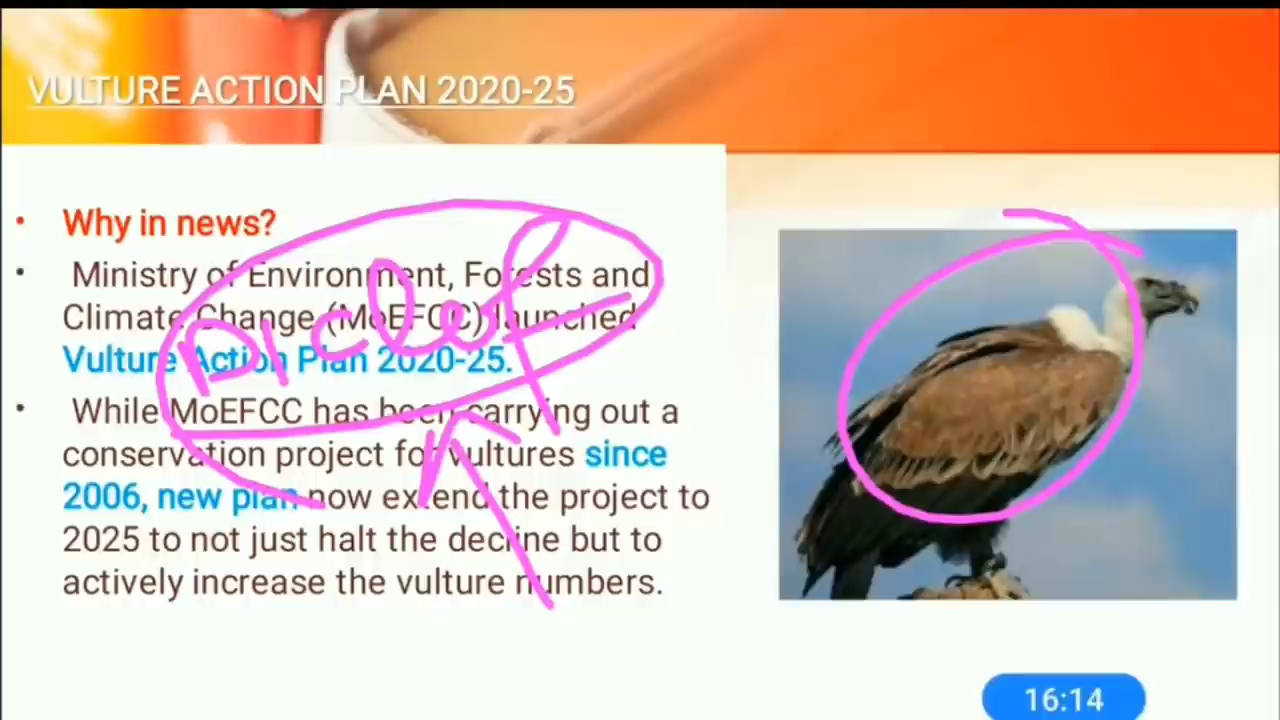 VULTURE ACTION PLAN 2020-25
• Why in news?
• Ministry of Environment, Forests and
Climate Change (MoEFCC) launched
Vulture Action Plan 2020-25.
• While MoEFCC has been carrying out a
conservation project for vultures since
2006, new plan now extend the project to
2025 to not just halt the decline but to
actively increase the vulture numbers.
16:14